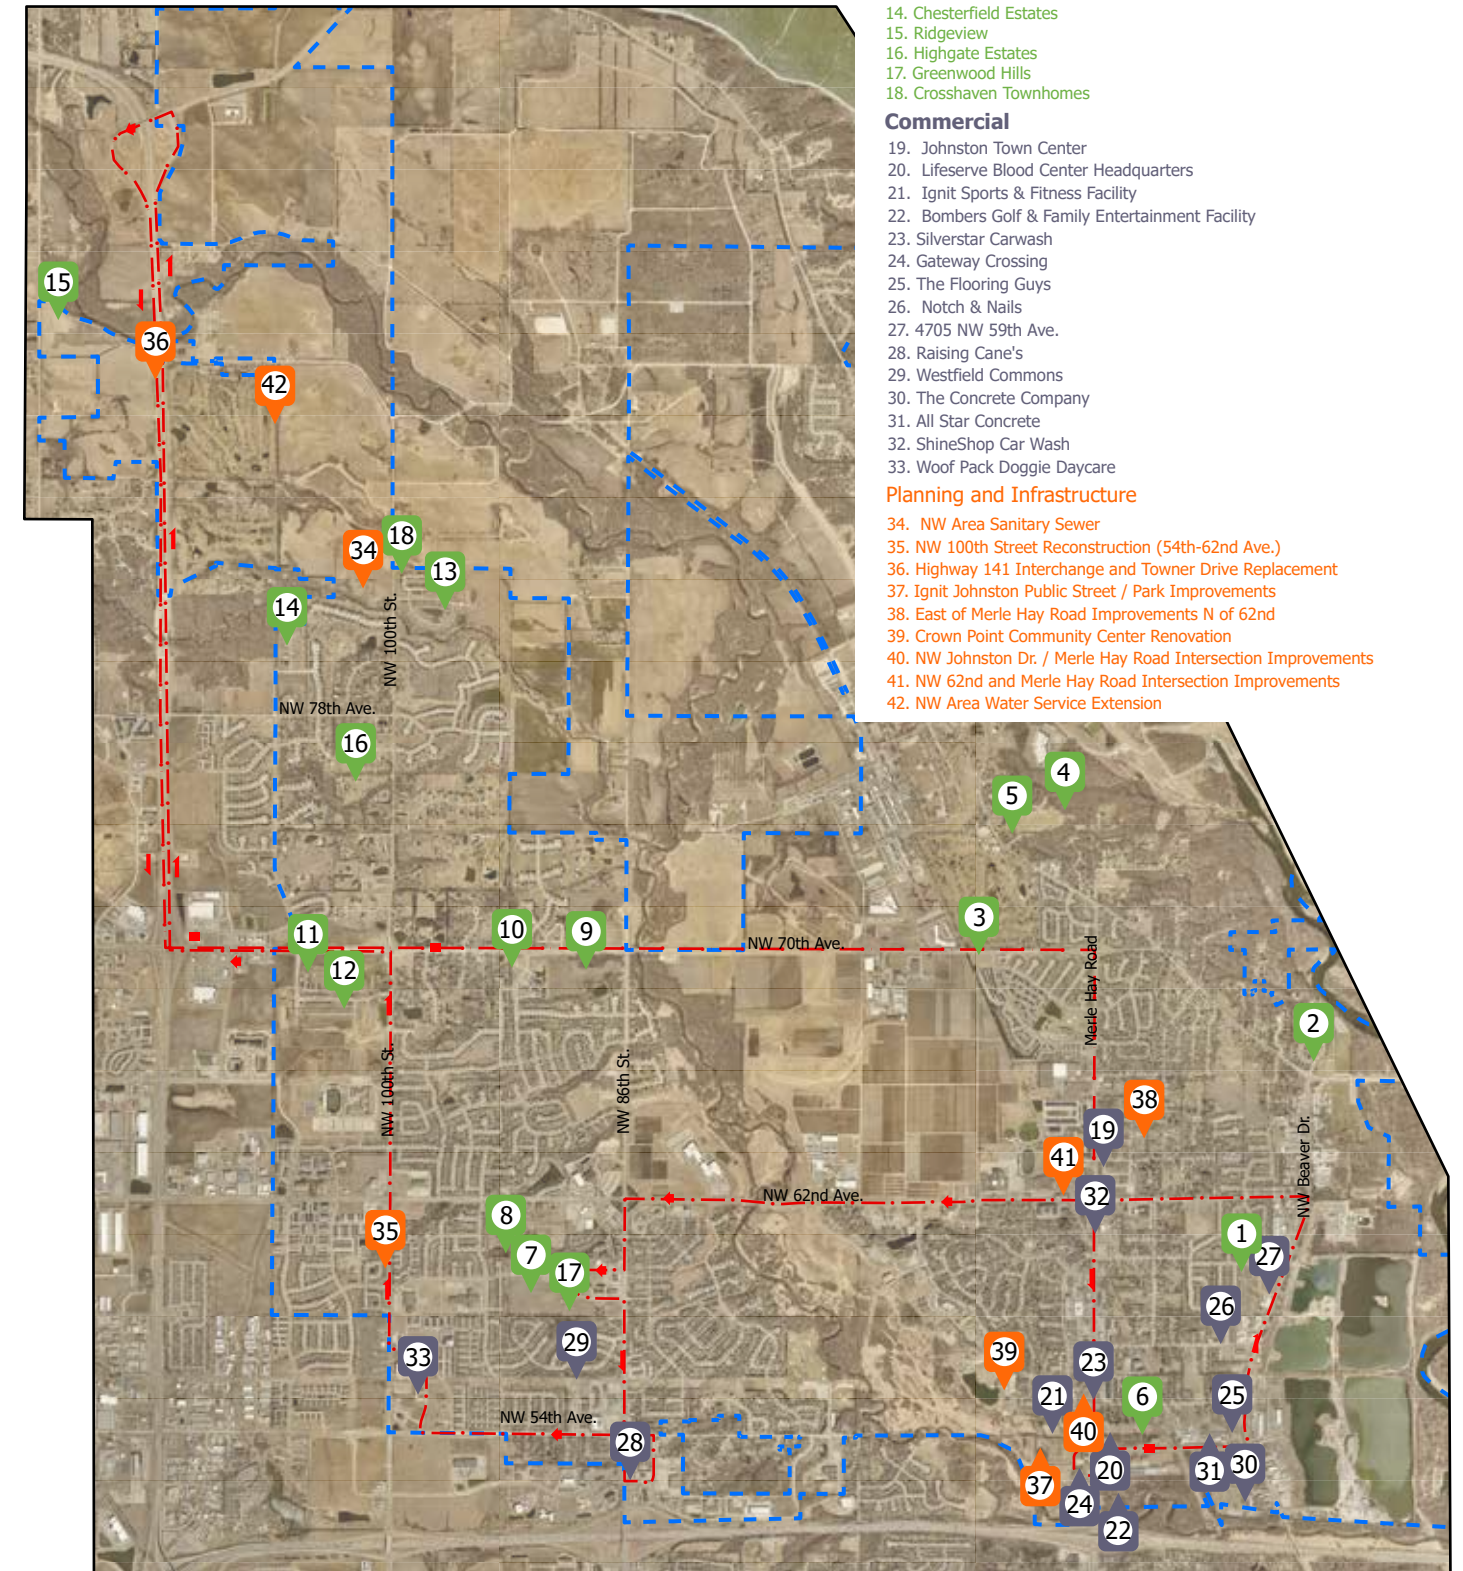 14. Chesterfield Estates
15. Ridgeview
16. Highgate Estates
17. Greenwood Hills
18. Crosshaven Townhomes
Commercial
19. Johnston Town Center
20. Lifeserve Blood Center Headquarters
21. Ignit Sports & Fitness Facility
22. Bombers Golf & Family Entertainment Facility
23. Silverstar Carwash
24. Gateway Crossing
25. The Flooring Guys
26. Notch & Nails
27. 4705 NW 59th Ave.
28. Raising Cane's
29. Westfield Commons
30. The Concrete Company
31. All Star Concrete
32. ShineShop Car Wash
33. Woof Pack Doggie Daycare
Planning and Infrastructure
34. NW Area Sanitary Sewer
35. NW 100th Street Reconstruction (54th-62nd Ave.)
36. Highway 141 Interchange and Towner Drive Replacement
37. Ignit Johnston Public Street / Park Improvements
38. East of Merle Hay Road Improvements N of 62nd
39. Crown Point Community Center Renovation
40. NW Johnston Dr. / Merle Hay Road Intersection Improvements
41. NW 62nd and Merle Hay Road Intersection Improvements
42. NW Area Water Service Extension
15
36
42
34
18
13
14
NW 100th St.
NW 78th Ave.
16
4
5
3
11
10
9
12
NW 70th Ave.
Merle Hay Road
2
NW 100th St.
NW 86th St.
38
19
41
32
NW Beaver Dr.
NW 62nd Ave.
8
35
7
17
1
27
26
29
33
39
23
21
6
25
40
NW 54th Ave.
28
20
31
30
37
24
22